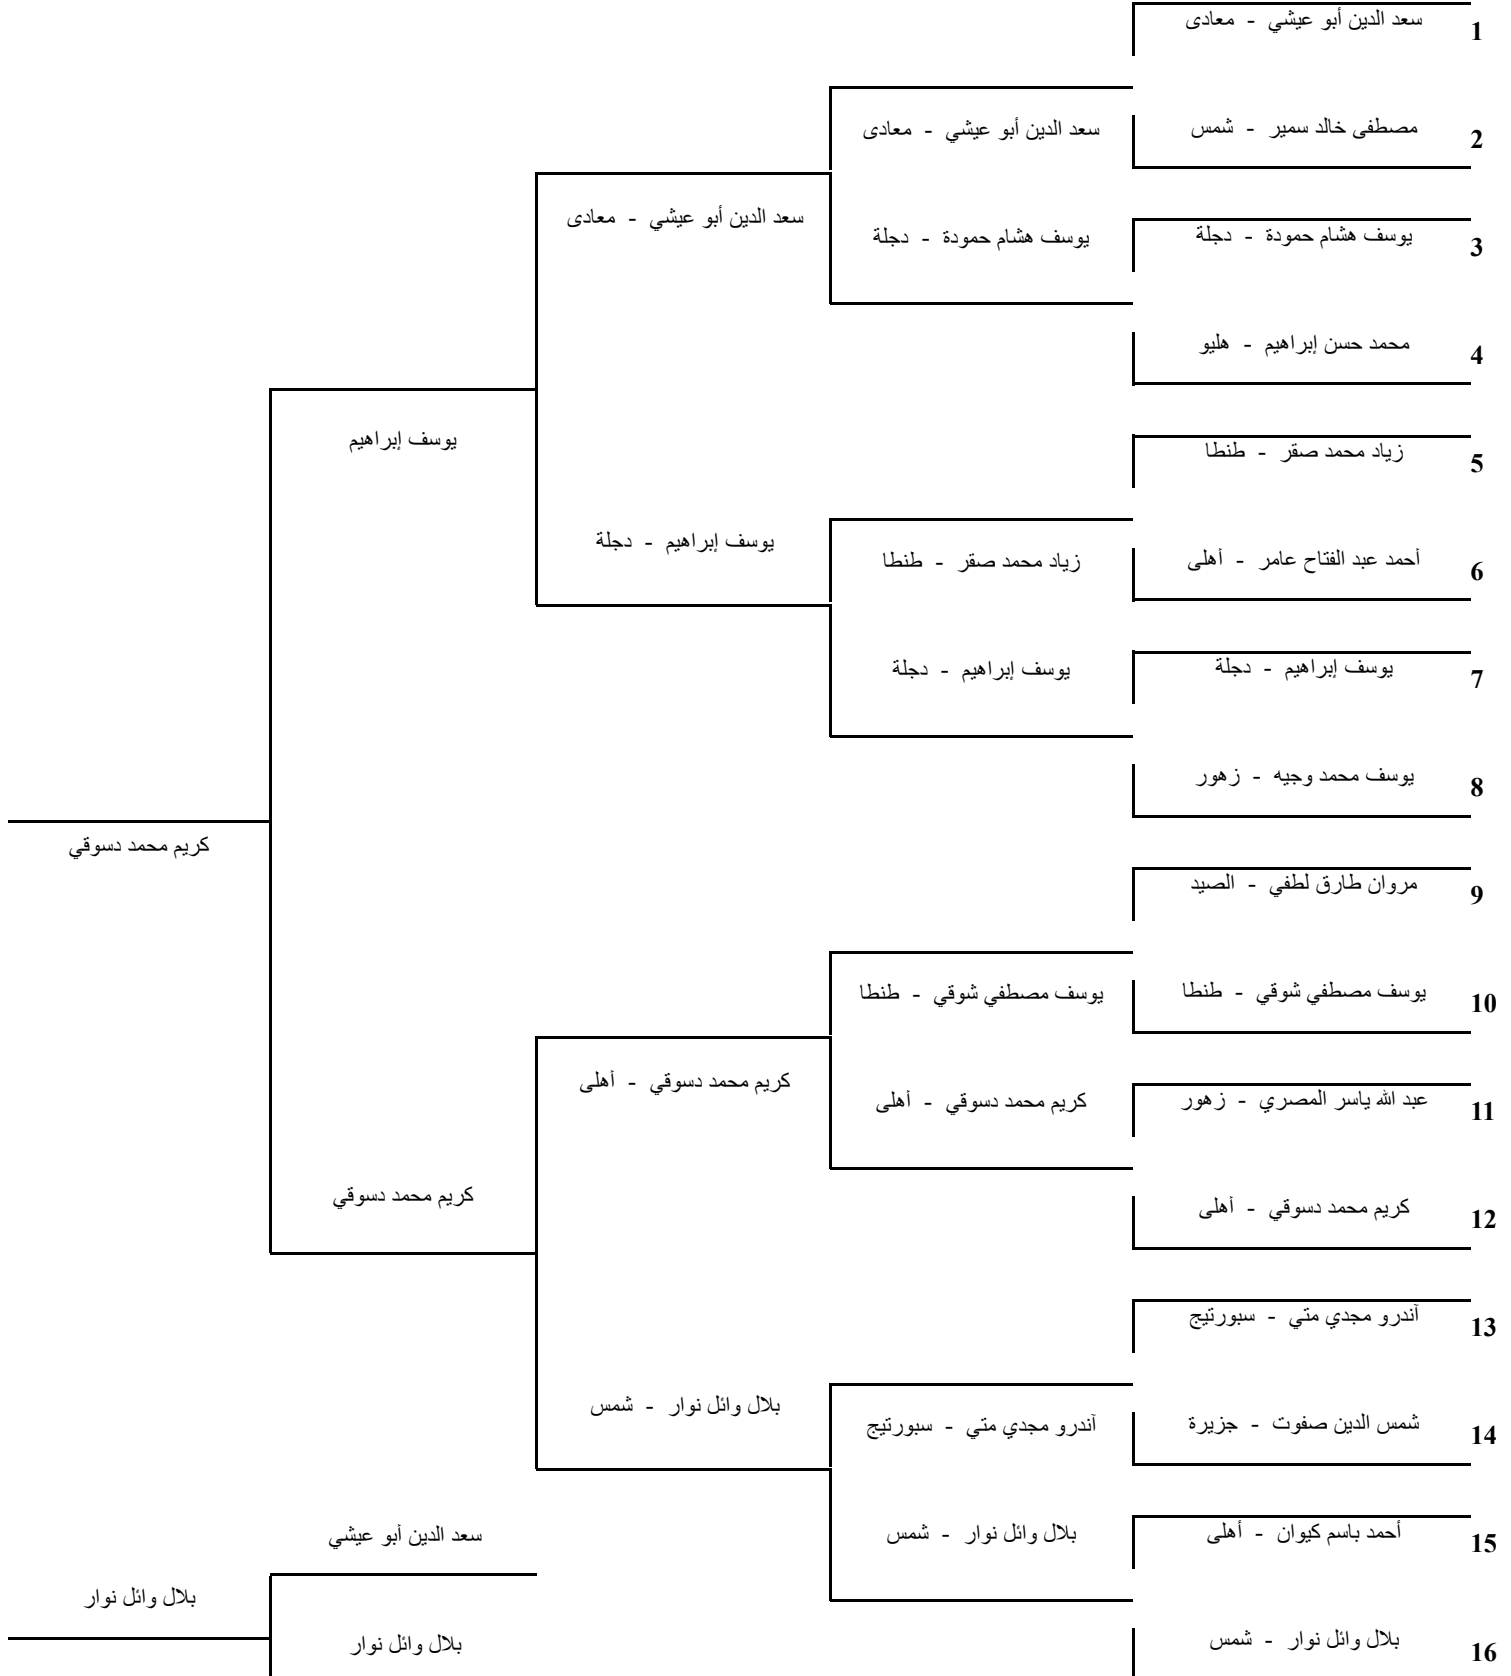 سعد الدين أبو عيشي - معادى 1
مصطفى خالد سمير - شمس 2
يوسف هشام حمودة - دجلة 3
محمد حسن إبراهيم - هليو 4
زياد محمد صقر - طنطا 5
أحمد عبد الفتاح عامر - أهلى 6
يوسف إبراهيم - دجلة 7
يوسف محمد وجيه - زهور 8
مروان طارق لطفي - الصيد 9
يوسف مصطفي شوقي - طنطا 10
عبد الله ياسر المصري - زهور 11
كريم محمد دسوقي - أهلى 12
آندرو مجدي متي - سبورتيج 13
شمس الدين صفوت - جزيرة 14
أحمد باسم كيوان - أهلى 15
بلال وائل نوار - شمس 16
سعد الدين أبو عيشي - معادى
يوسف هشام حمودة - دجلة
زياد محمد صقر - طنطا
يوسف إبراهيم - دجلة
يوسف مصطفي شوقي - طنطا
كريم محمد دسوقي - أهلى
آندرو مجدي متي - سبورتيج
بلال وائل نوار - شمس
سعد الدين أبو عيشي - معادى
يوسف إبراهيم - دجلة
كريم محمد دسوقي - أهلى
بلال وائل نوار - شمس
يوسف إبراهيم
كريم محمد دسوقي
سعد الدين أبو عيشي
بلال وائل نوار
كريم محمد دسوقي
بلال وائل نوار